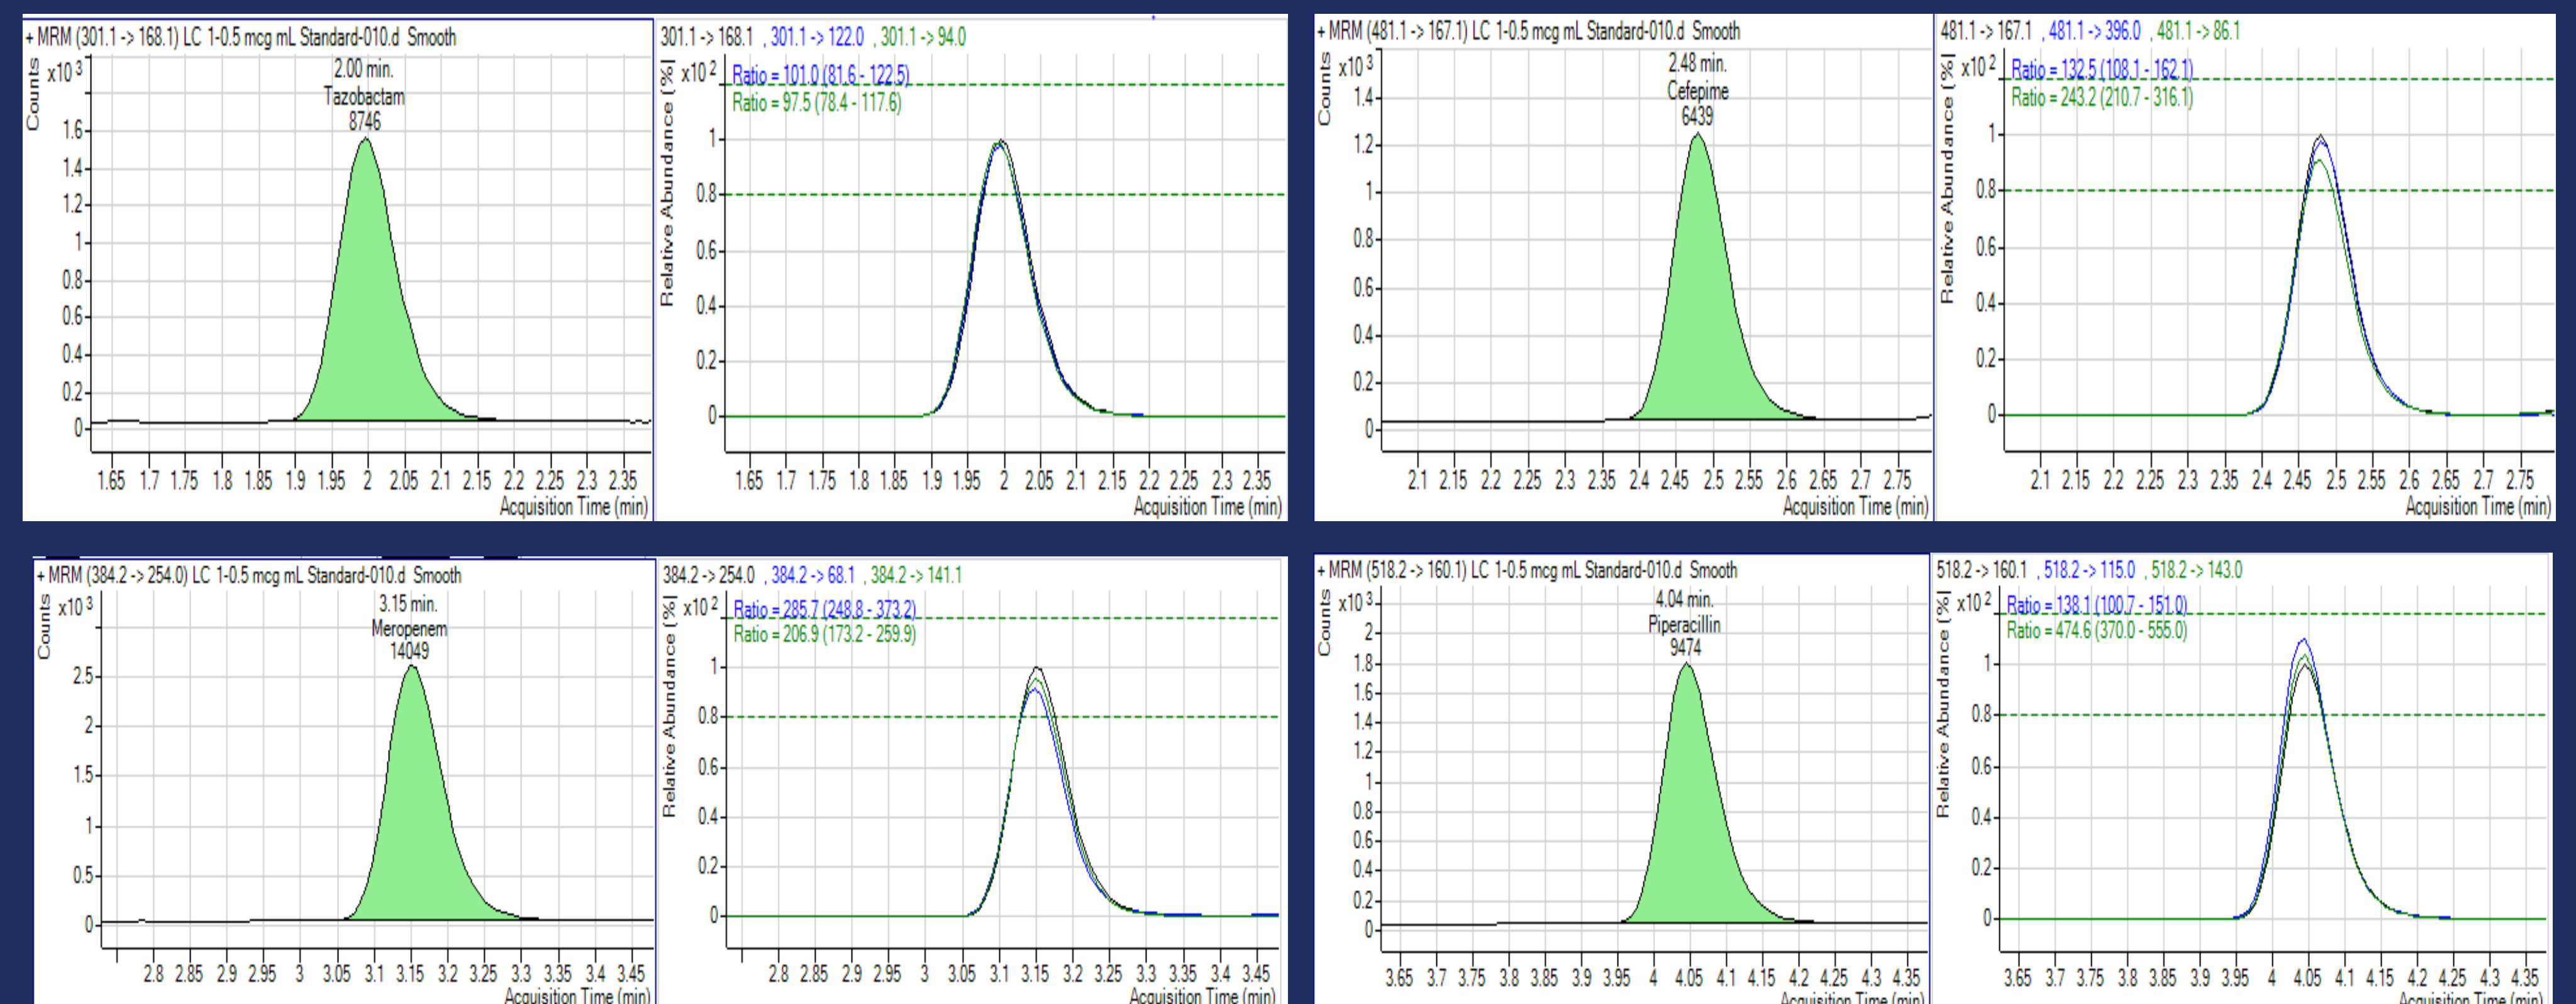 + MRM (301.1 -> 168.1) LC 1-0.5 mcg mL Standard-010.d Smooth
Counts
x10 3
2.00 min.
Tazobactam
8746
1.6
1.4
1.2
1
0.8
0.6
0.4
0.2
0
1.65 1.7 1.75 1.8 1.85 1.9 1.95 2 2.05 2.1 2.15 2.2 2.25 2.3 2.35
Acquisition Time (min)
301.1 -> 168.1 , 301.1 -> 122.0 , 301.1 -> 94.0
Relative Abundance (%)
x10 2
Ratio = 101.0 (81.6 - 122.5)
Ratio = 97.5 (78.4 - 117.6)
1
0.8
0.6
0.4
0.2
0
1.65 1.7 1.75 1.8 1.85 1.9 1.95 2 2.05 2.1 2.15 2.2 2.25 2.3 2.35
Acquisition Time (min)
+ MRM (481.1 -> 167.1) LC 1-0.5 mcg mL Standard-010.d Smooth
Counts
x10 3
2.48 min.
Cefepime
6439
1.4
1.2
1
0.8
0.6
0.4
0.2
0
2.1 2.15 2.2 2.25 2.3 2.35 2.4 2.45 2.5 2.55 2.6 2.65 2.7 2.75
Acquisition Time (min)
481.1 -> 167.1 , 481.1 -> 396.0 , 481.1 -> 86.1
Relative Abundance (%)
x10 2
Ratio = 132.5 (108.1 - 162.1)
Ratio = 243.2 (210.7 - 316.1)
1
0.8
0.6
0.4
0.2
0
2.1 2.15 2.2 2.25 2.3 2.35 2.4 2.45 2.5 2.55 2.6 2.65 2.7 2.75
Acquisition Time (min)
+ MRM (384.2 -> 254.0) LC 1-0.5 mcg mL Standard-010.d Smooth
Counts
x10 3
3.15 min.
Meropenem
14049
2.5
2
1.5
1
0.5
0
2.8 2.85 2.9 2.95 3 3.05 3.1 3.15 3.2 3.25 3.3 3.35 3.4 3.45
Acquisition Time (min)
384.2 -> 254.0 , 384.2 -> 68.1 , 384.2 -> 141.1
Relative Abundance (%)
x10 2
Ratio = 285.7 (248.8 - 373.2)
Ratio = 206.9 (173.2 - 259.9)
1
0.8
0.6
0.4
0.2
0
2.8 2.85 2.9 2.95 3 3.05 3.1 3.15 3.2 3.25 3.3 3.35 3.4 3.45
Acquisition Time (min)
+ MRM (518.2 -> 160.1) LC 1-0.5 mcg mL Standard-010.d Smooth
Counts
x10 3
4.04 min.
Piperacillin
9474
2
1.8
1.6
1.4
1.2
1
0.8
0.6
0.4
0.2
0
3.65 3.7 3.75 3.8 3.85 3.9 3.95 4 4.05 4.1 4.15 4.2 4.25 4.3 4.35
Acquisition Time (min)
518.2 -> 160.1 , 518.2 -> 115.0 , 518.2 -> 143.0
Relative Abundance (%)
x10 2
Ratio = 138.1 (100.7 - 151.0)
Ratio = 474.6 (370.0 - 555.0)
1
0.8
0.6
0.4
0.2
0
3.65 3.7 3.75 3.8 3.85 3.9 3.95 4 4.05 4.1 4.15 4.2 4.25 4.3 4.35
Acquisition Time (min)